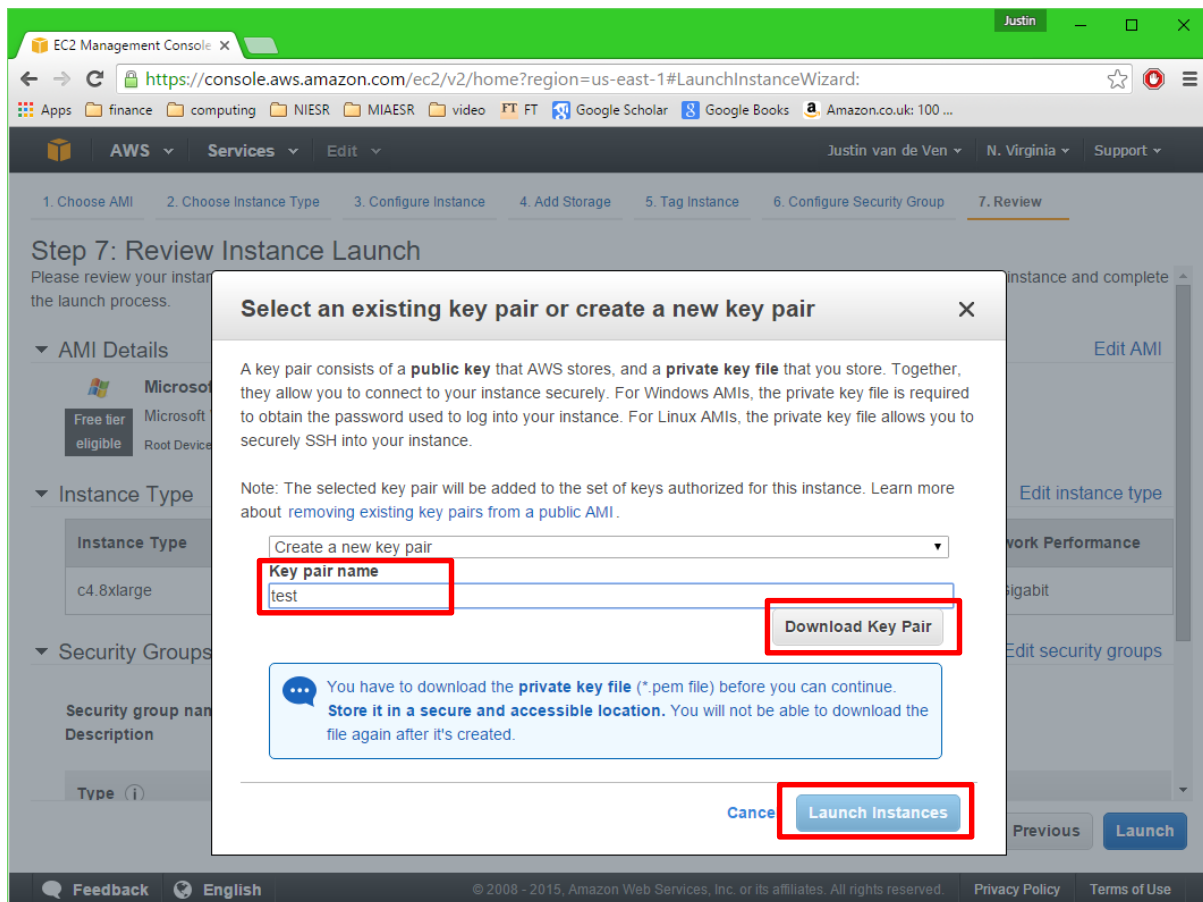 Justin
EC2 Management Console
https://console.aws.amazon.com/ec2/v2/home?region=us-east-1#LaunchInstanceWizard:
Apps finance computing NIESR MIAESR video FT FT Google Scholar Google Books Amazon.co.uk: 100 ...
AWS Services Edit Justin van de Ven N. Virginia Support
1. Choose AMI 2. Choose Instance Type 3. Configure Instance 4. Add Storage 5. Tag Instance 6. Configure Security Group 7. Review
Step 7: Review Instance Launch
Please review your instance and complete
the launch process.
Select an existing key pair or create a new key pair
AMI Details Edit AMI
A key pair consists of a public key that AWS stores, and a private key file that you store. Together,
they allow you to connect to your instance securely. For Windows AMIs, the private key file is required
to obtain the password used to log into your instance. For Linux AMIs, the private key file allows you to
securely SSH into your instance.
Microsof
Free tier
eligible
Microsoft
Root Device
Note: The selected key pair will be added to the set of keys authorized for this instance. Learn more
about removing existing key pairs from a public AMI.
Instance Type Edit instance type
Instance Type work Performance
c4.8xlarge Gigabit
Create a new key pair
Key pair name
test
Download Key Pair
Security Groups Edit security groups
You have to download the private key file (*.pem file) before you can continue.
Store it in a secure and accessible location. You will not be able to download the
file again after it's created.
Security group nam
Description
Type i
Cancel Launch Instances
Previous Launch
Feedback English © 2008 - 2015, Amazon Web Services, Inc. or its affiliates. All rights reserved. Privacy Policy Terms of Use